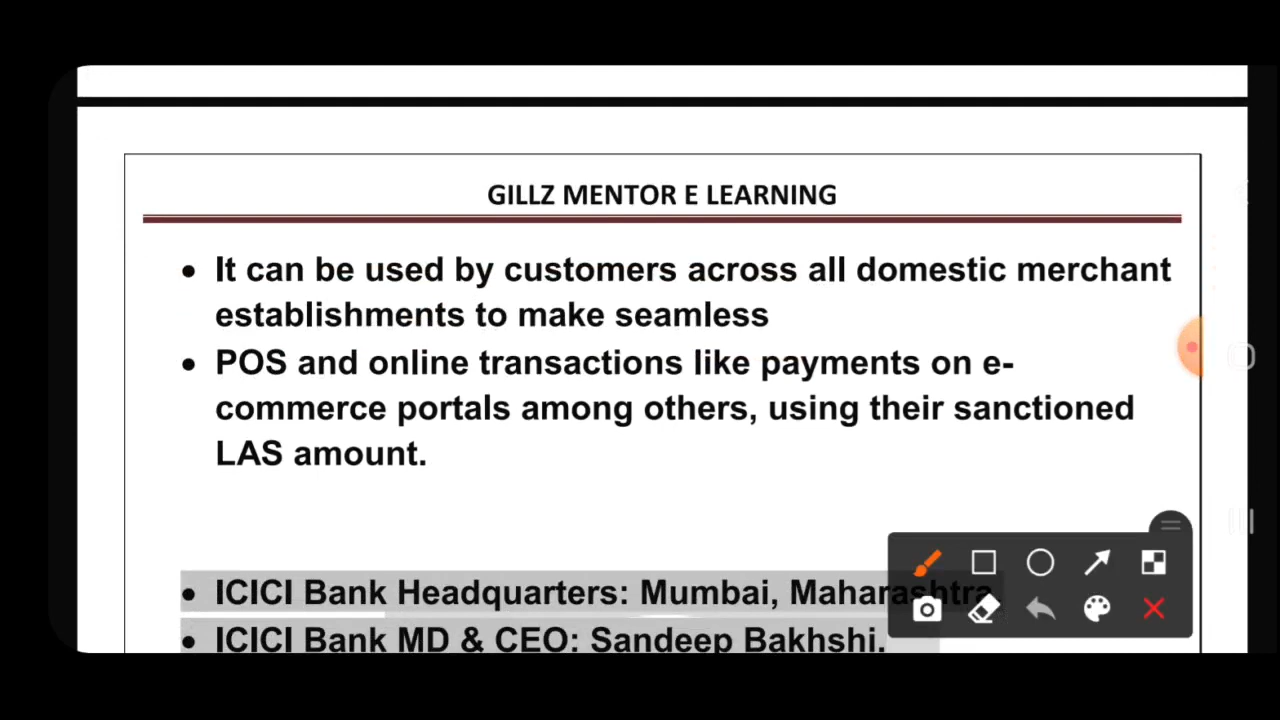 GILLZ MENTOR E LEARNING
• It can be used by customers across all domestic merchant
establishments to make seamless
• POS and online transactions like payments on e-
commerce portals among others, using their sanctioned
LAS amount.
• ICICI Bank Headquarters: Mumbai, Maharashtra.
• ICICI Bank MD & CEO: Sandeep Bakhshi.